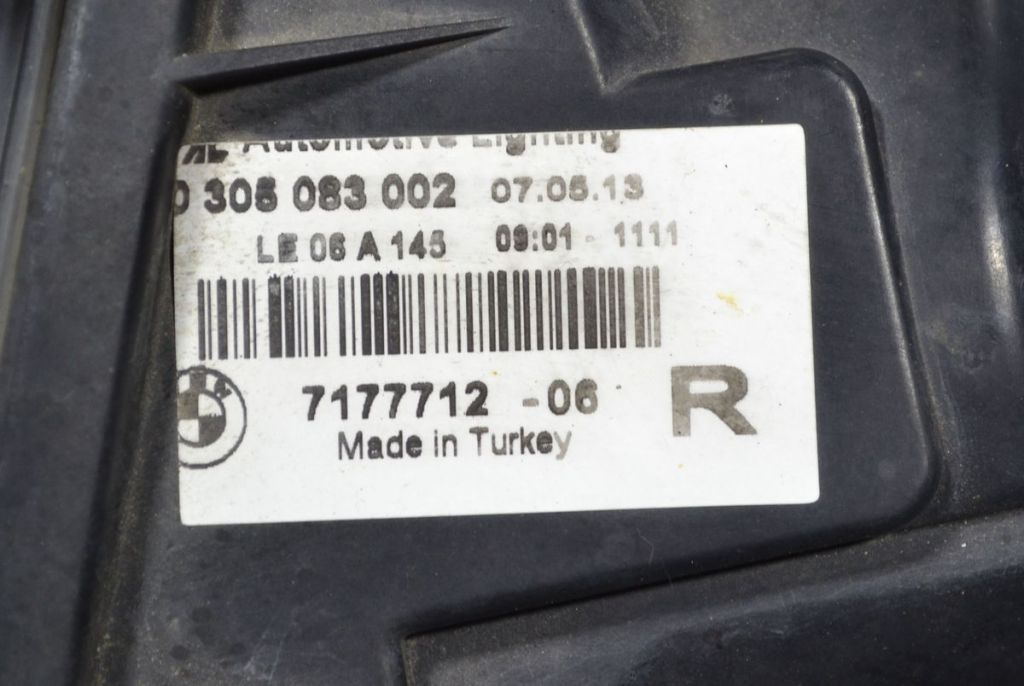 AL Automotive Lighting
0 305 083 002 07.05.13
LE 06 A 145 09:01 - 1111
7177712 -06 R
Made in Turkey